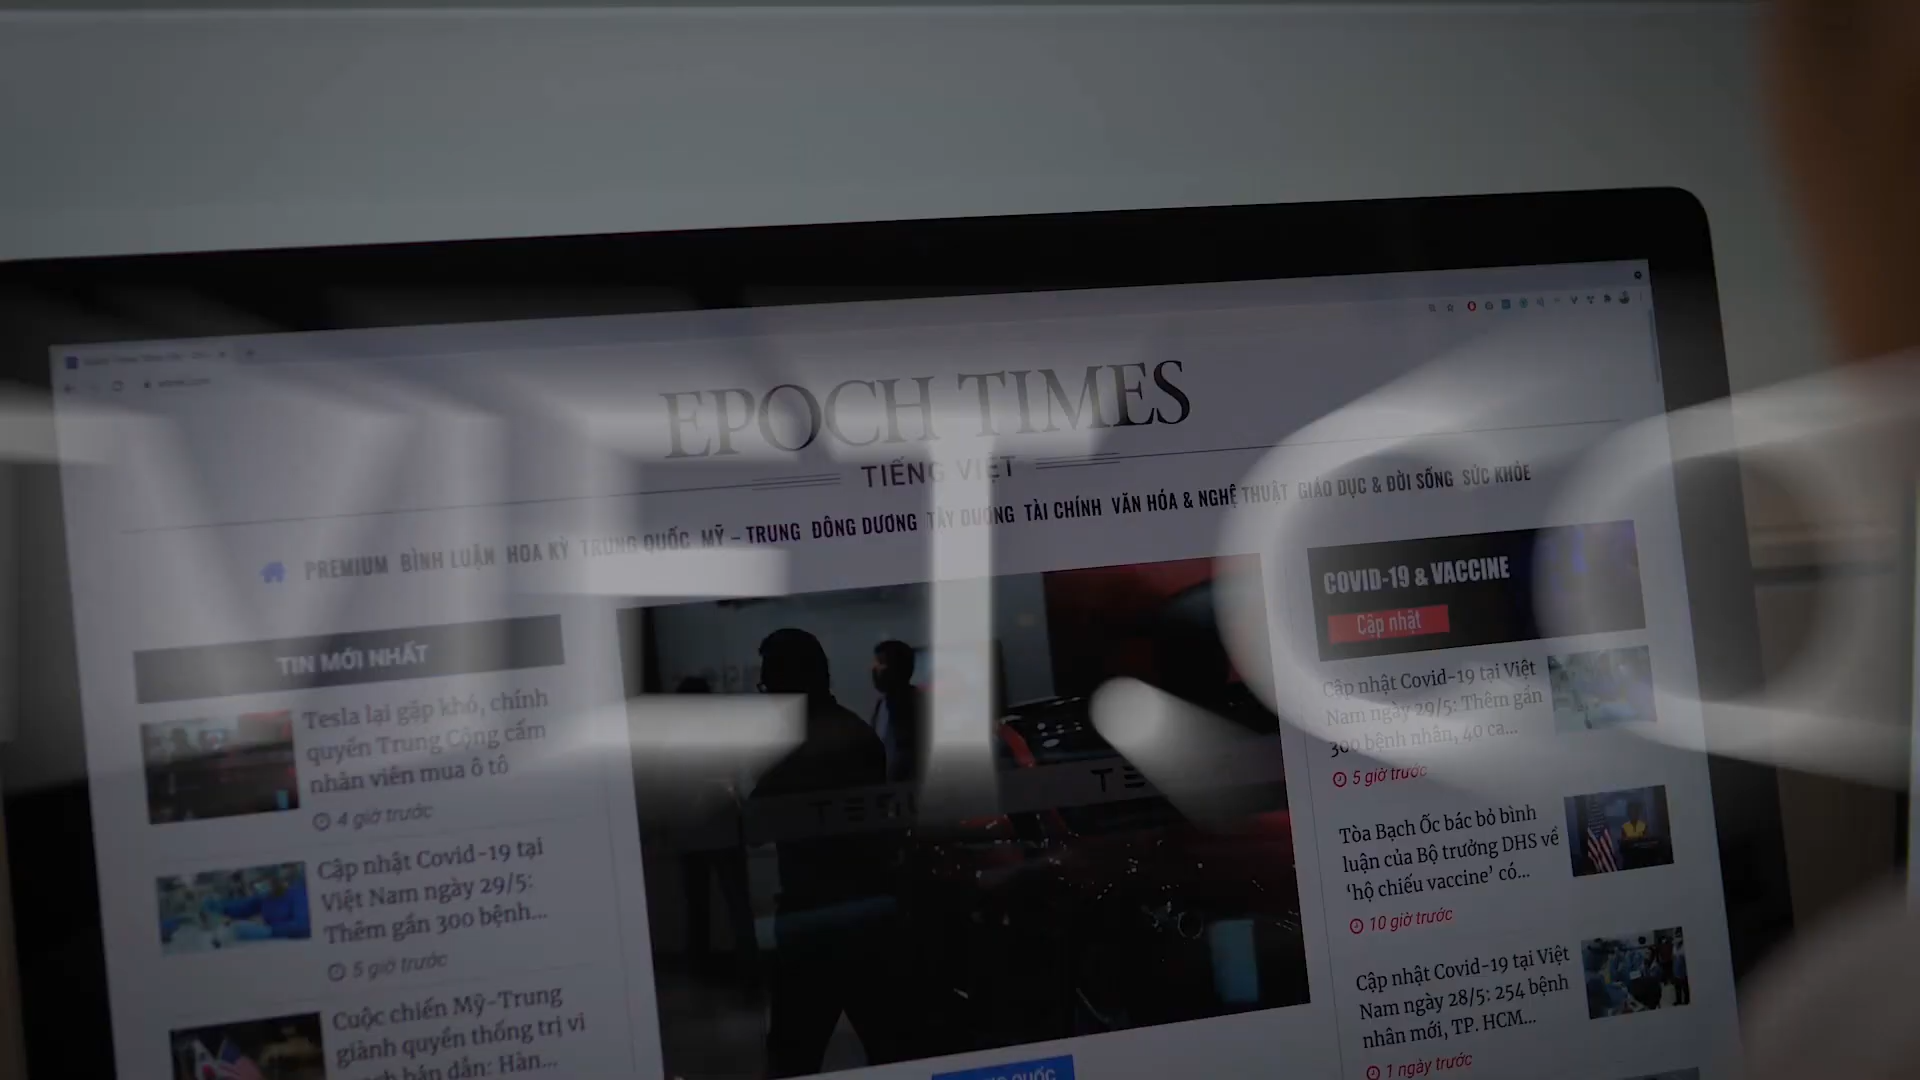 EPOCH TIMES
TIẾNG VIỆT
PREMIUM BÌNH LUẬN HOA KỲ TRUNG QUỐC MỸ – TRUNG ĐÔNG DƯƠNG TÂY DƯƠNG TÀI CHÍNH VĂN HÓA & NGHỆ THUẬT GIÁO DỤC & ĐỜI SỐNG SỨC KHỎE
TIN MỚI NHẤT
Tesla lại gặp khó, chính
quyền Trung Cộng cấm
nhân viên mua ô tô
4 giờ trước
Cập nhật Covid-19 tại
Việt Nam ngày 29/5:
Thêm gần 300 bệnh...
5 giờ trước
Cuộc chiến Mỹ-Trung
giành quyền thống trị vi
bán dẫn: Hàn...
COVID-19 & VACCINE
Cập nhật
Cập nhật Covid-19 tại Việt
Nam ngày 29/5: Thêm gần
300 bệnh nhân, 40 ca...
5 giờ trước
Tòa Bạch Ốc bác bỏ bình
luận của Bộ trưởng DHS về
‘hộ chiếu vaccine’ có...
10 giờ trước
Cập nhật Covid-19 tại Việt
Nam ngày 28/5: 254 bệnh
nhân mới, TP. HCM...
1 ngày trước